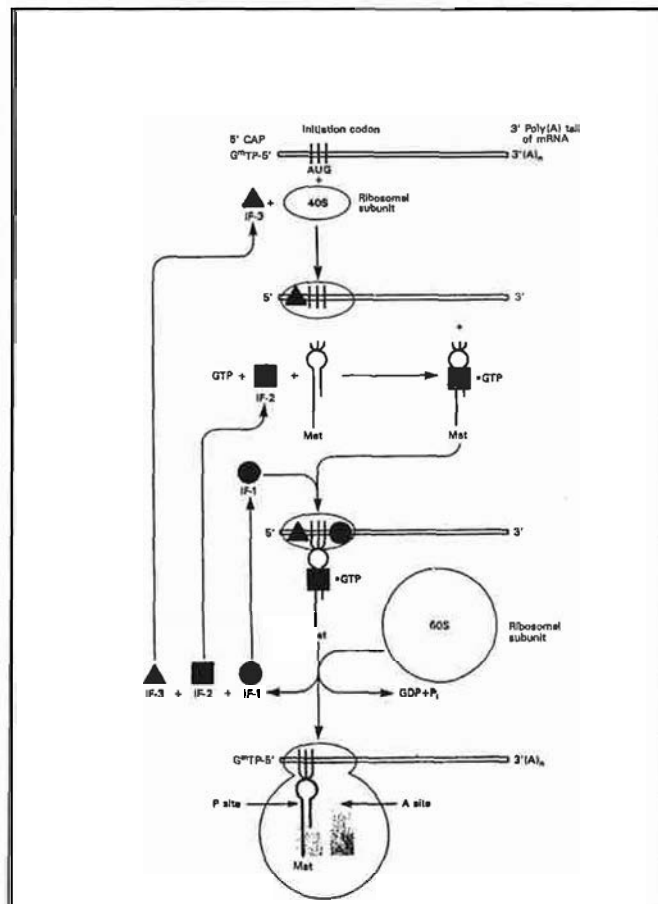 Initiation codon
5' CAP
3' Poly(A) tail
of mRNA
GᵐTP-5'
3'(A)ₙ
AUG
+
+
40S
Ribosomal
subunit
IF-3
5'
3'
+
GTP +
+
•GTP
IF-2
Met
Met
IF-1
5'
3'
•GTP
60S
Ribosomal
subunit
IF-3 + IF-2 + IF-1
GDP+Pᵢ
GᵐTP-5'
3'(A)ₙ
P site
A site
Met